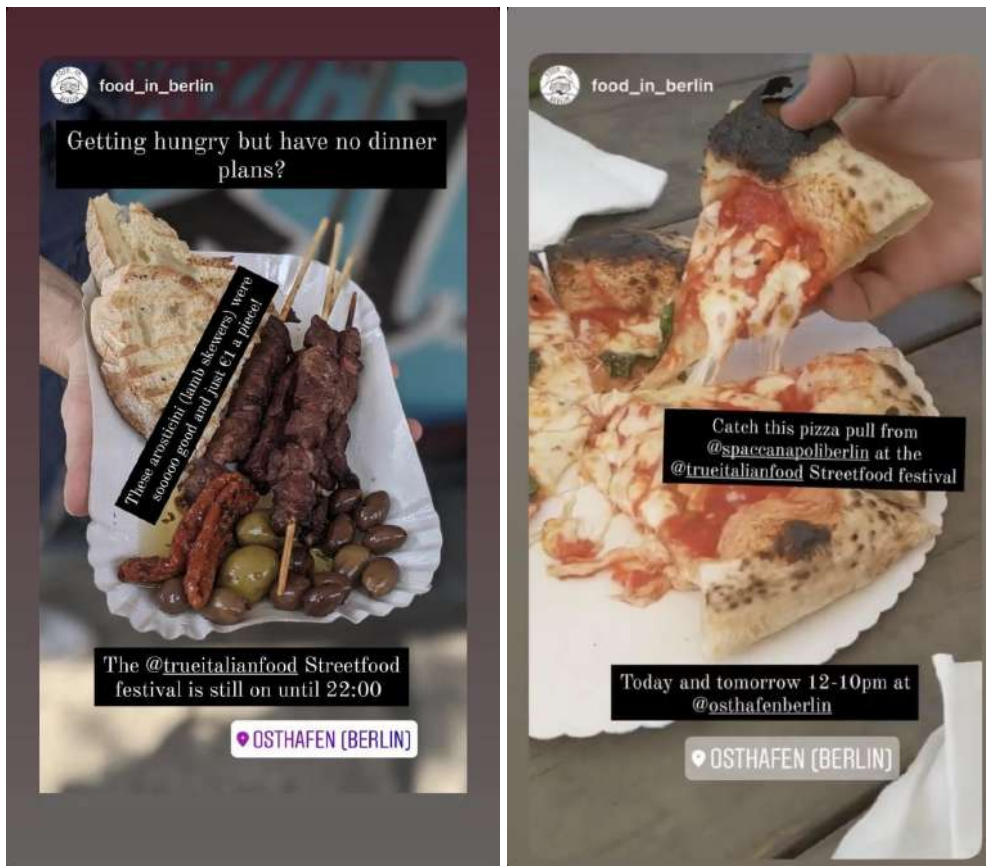 food_in_berlin
Getting hungry but have no dinner
plans?
These arosticini (lamb skewers) were
sooooo good and just €1 a piece!
The @trueitalianfood Streetfood
festival is still on until 22:00
OSTHAFEN (BERLIN)
food_in_berlin
Catch this pizza pull from
@spaccanapoliberlin at the
@trueitalianfood Streetfood festival
Today and tomorrow 12-10pm at
@osthafenberlin
OSTHAFEN (BERLIN)